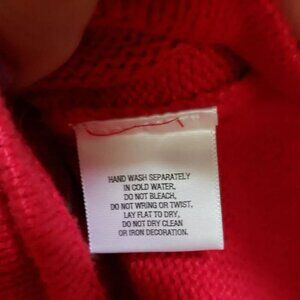 HAND WASH SEPARATELY
IN COLD WATER,
DO NOT BLEACH,
DO NOT WRING OR TWIST,
LAY FLAT TO DRY,
DO NOT DRY CLEAN
OR IRON DECORATION.